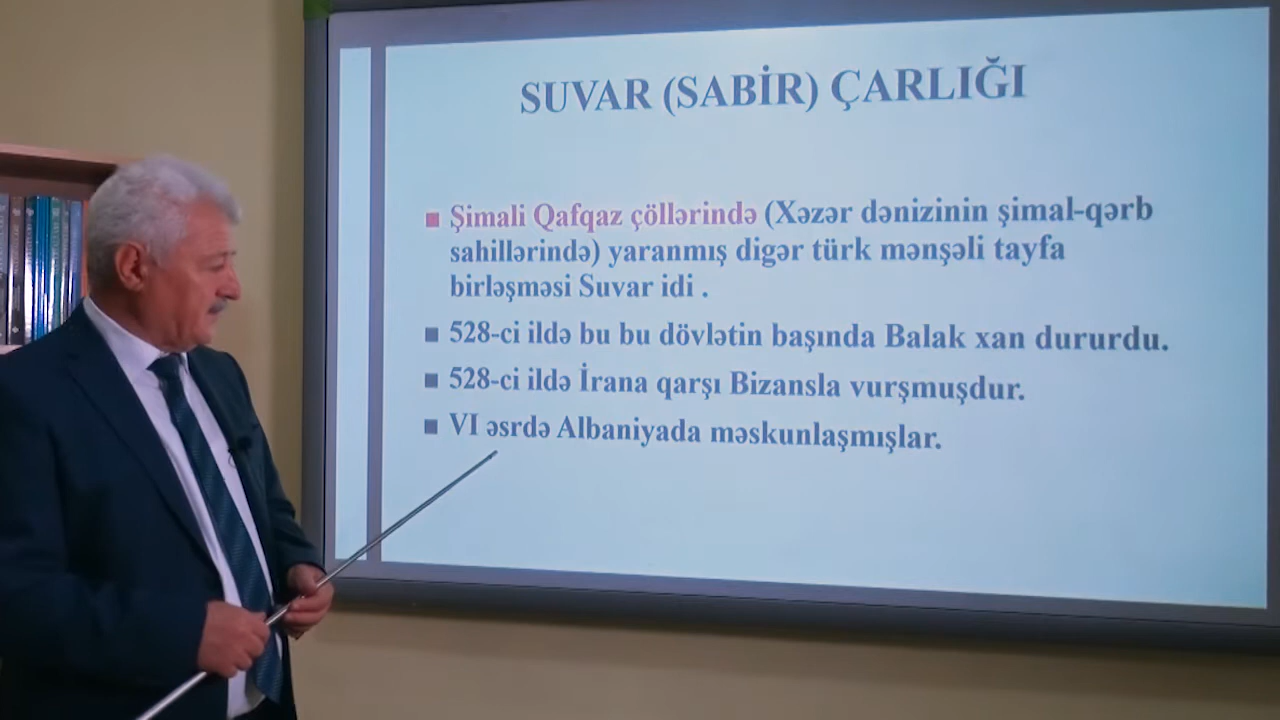 SUVAR (SABİR) ÇARLIĞI
■ Şimali Qafqaz çöllərində (Xəzər dənizinin şimal-qərb
sahillərində) yaranmış digər türk mənşəli tayfa
birləşməsi Suvar idi .
■ 528-ci ildə bu bu dövlətin başında Balak xan dururdu.
■ 528-ci ildə İrana qarşı Bizansla vurşmuşdur.
■ VI əsrdə Albaniyada məskunlaşmışlar.